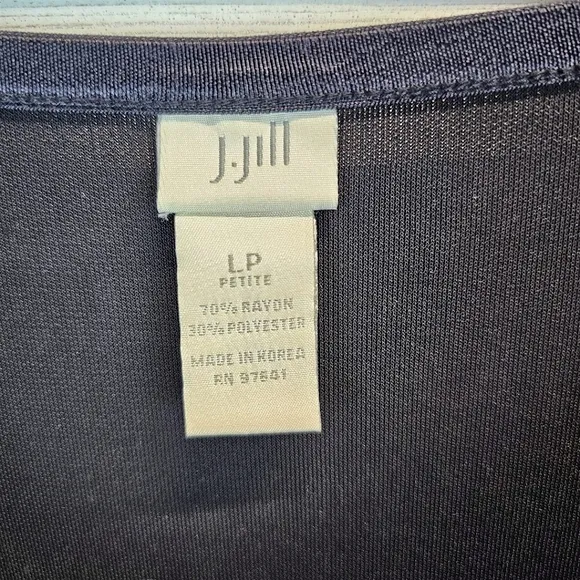 J.Jill
LP
PETITE
70% RAYON
30% POLYESTER
MADE IN KOREA
RN 97641